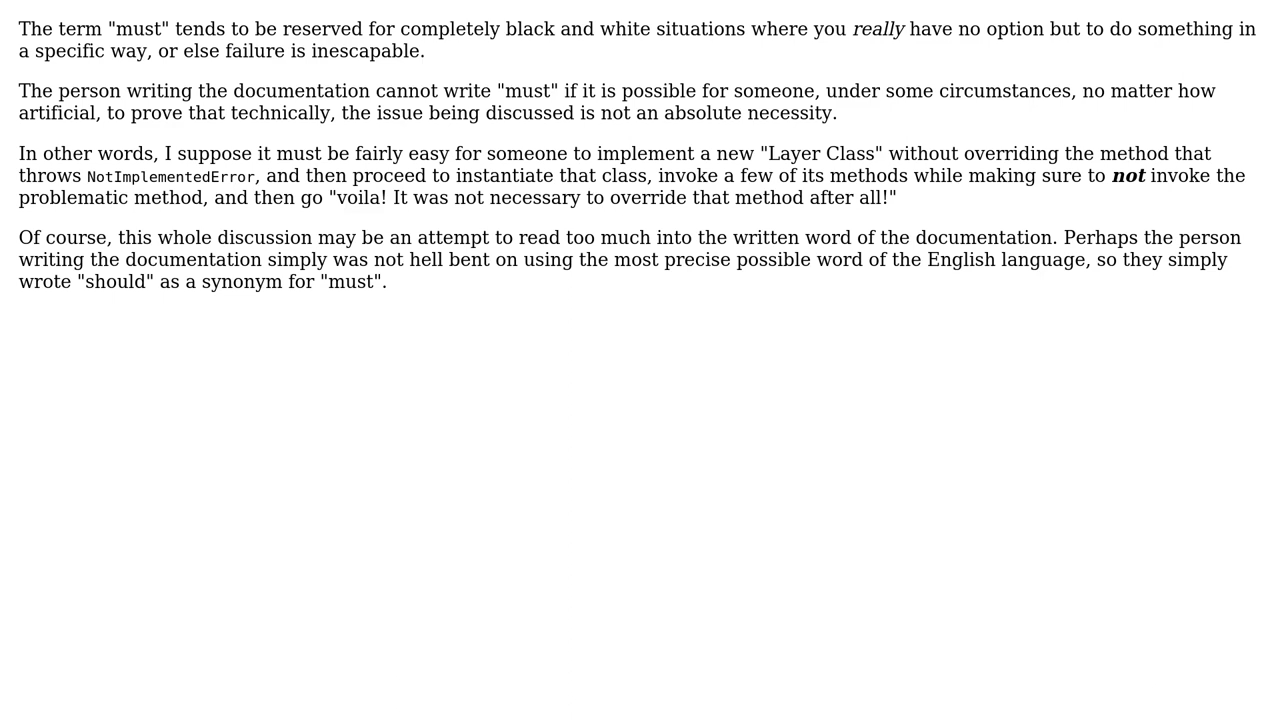 The term "must" tends to be reserved for completely black and white situations where you really have no option but to do something in
a specific way, or else failure is inescapable.
The person writing the documentation cannot write "must" if it is possible for someone, under some circumstances, no matter how
artificial, to prove that technically, the issue being discussed is not an absolute necessity.
In other words, I suppose it must be fairly easy for someone to implement a new "Layer Class" without overriding the method that
throws NotImplementedError, and then proceed to instantiate that class, invoke a few of its methods while making sure to not invoke the
problematic method, and then go "voila! It was not necessary to override that method after all!"
Of course, this whole discussion may be an attempt to read too much into the written word of the documentation. Perhaps the person
writing the documentation simply was not hell bent on using the most precise possible word of the English language, so they simply
wrote "should" as a synonym for "must".